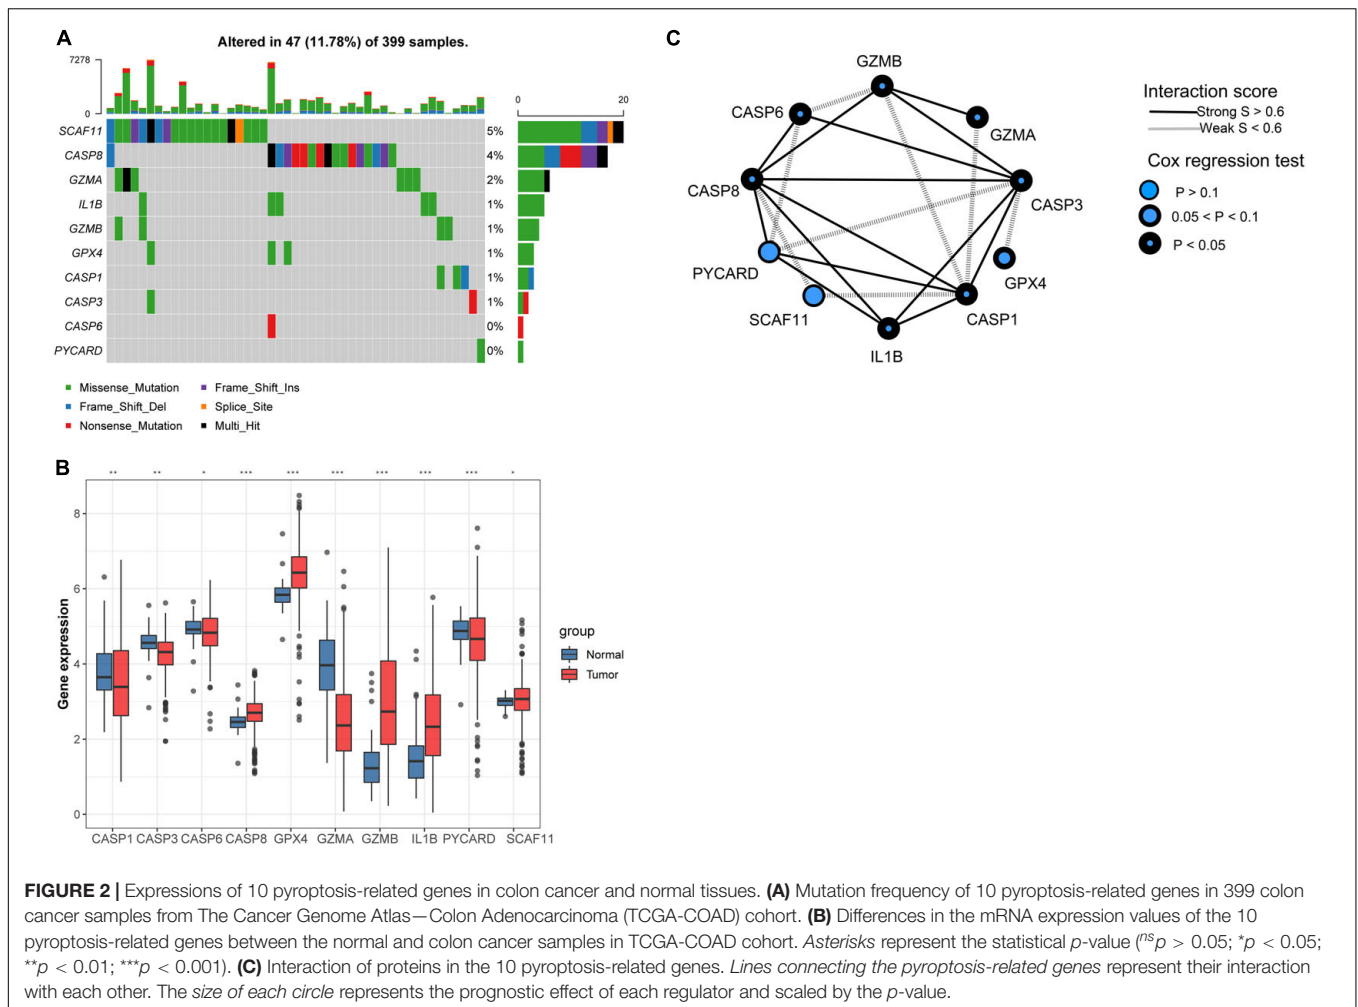 A
Altered in 47 (11.78%) of 399 samples.
7278
0
0 20
SCAF11 5%
CASP8 4%
GZMA 2%
IL1B 1%
GZMB 1%
GPX4 1%
CASP1 1%
CASP3 1%
CASP6 0%
PYCARD 0%
Missense_Mutation Frame_Shift_Ins
Frame_Shift_Del Splice_Site
Nonsense_Mutation Multi_Hit
C
GZMB
CASP6
GZMA
CASP8
CASP3
PYCARD
GPX4
SCAF11
CASP1
IL1B
Interaction score
Strong S > 0.6
Weak S < 0.6
Cox regression test
P > 0.1
0.05 < P < 0.1
P < 0.05
B
** ** * *** *** *** *** *** *** *
Gene expression
8
6
4
2
0
CASP1 CASP3 CASP6 CASP8 GPX4 GZMA GZMB IL1B PYCARD SCAF11
group
Normal
Tumor
FIGURE 2 | Expressions of 10 pyroptosis-related genes in colon cancer and normal tissues. (A) Mutation frequency of 10 pyroptosis-related genes in 399 colon
cancer samples from The Cancer Genome Atlas—Colon Adenocarcinoma (TCGA-COAD) cohort. (B) Differences in the mRNA expression values of the 10
pyroptosis-related genes between the normal and colon cancer samples in TCGA-COAD cohort. Asterisks represent the statistical p-value (nsp > 0.05; *p < 0.05;
**p < 0.01; ***p < 0.001). (C) Interaction of proteins in the 10 pyroptosis-related genes. Lines connecting the pyroptosis-related genes represent their interaction
with each other. The size of each circle represents the prognostic effect of each regulator and scaled by the p-value.